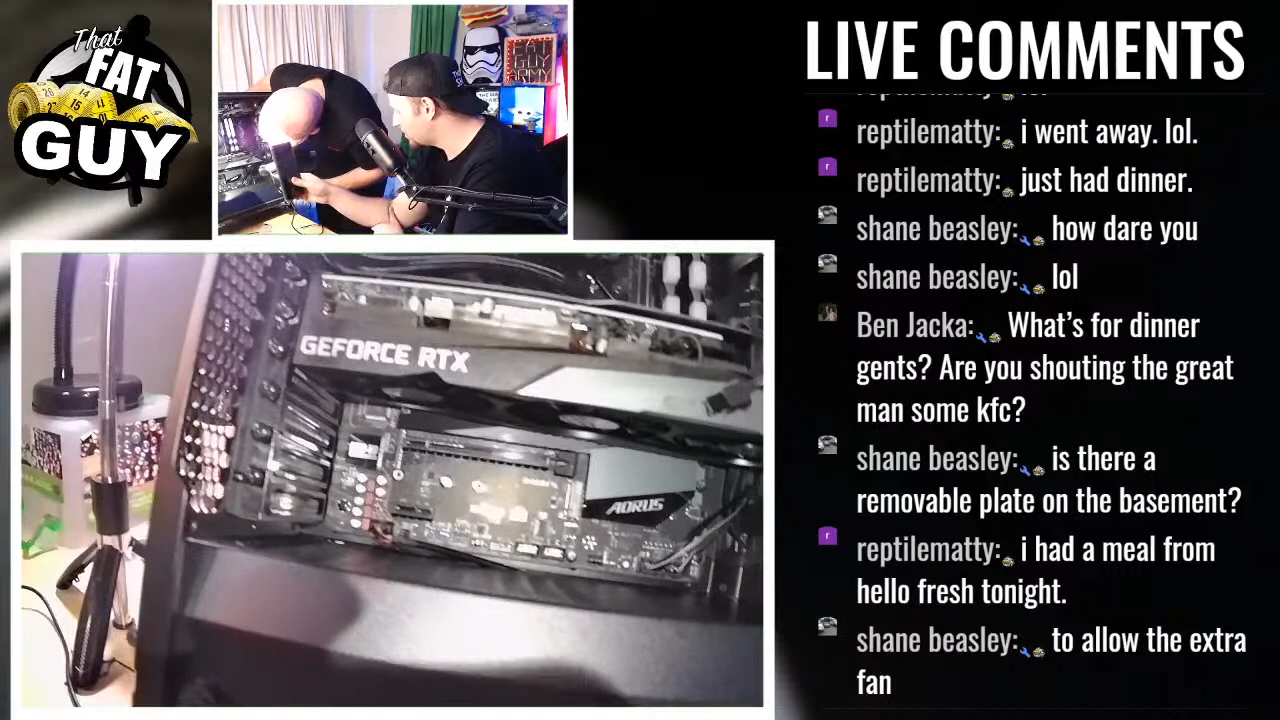 That
FAT
GUY
FAT
GUY
ARMY
LIVE COMMENTS
reptilematty: i went away. lol.
reptilematty: just had dinner.
shane beasley: how dare you
shane beasley: lol
Ben Jacka: What's for dinner
gents? Are you shouting the great
man some kfc?
shane beasley: is there a
removable plate on the basement?
reptilematty: i had a meal from
hello fresh tonight.
shane beasley: to allow the extra
fan
GEFORCE RTX
AORUS